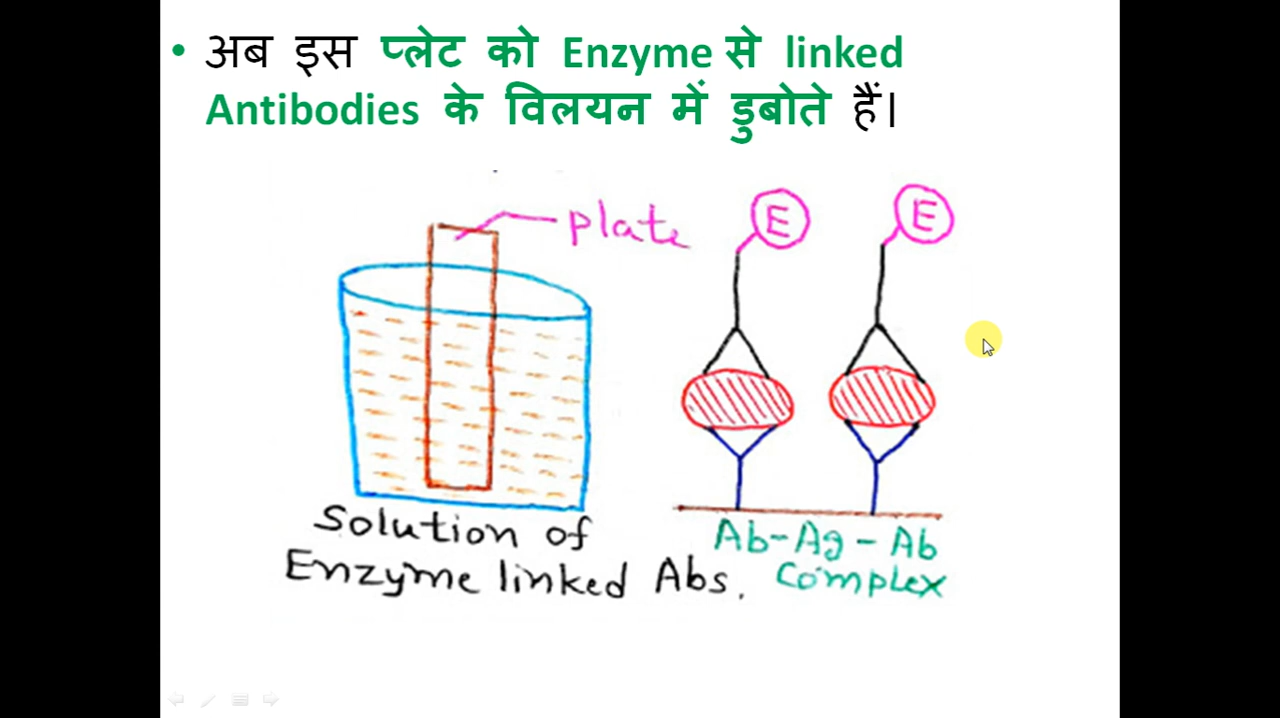 • अब इस प्लेट को Enzyme से linked
Antibodies के विलयन में डुबोते हैं।
plate
E
E
Solution of
Enzyme linked Abs.
Ab-Ag-Ab
Complex